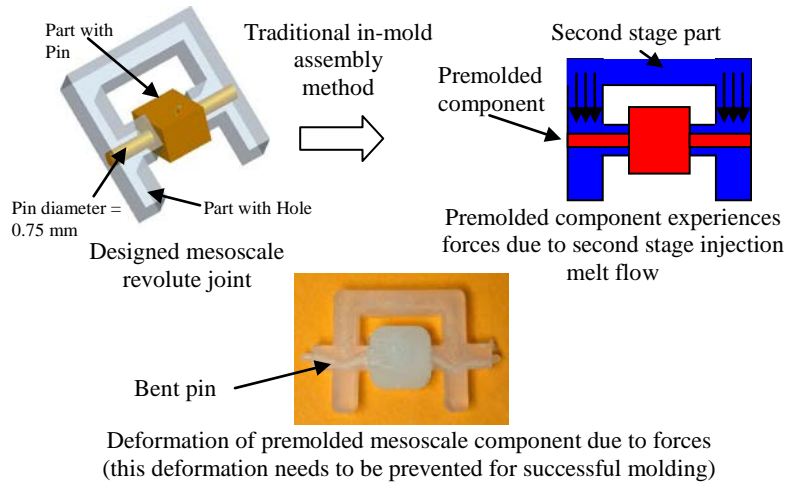 Part with
Pin
Pin diameter =
0.75 mm
Part with Hole
Designed mesoscale
revolute joint
Traditional in-mold
assembly
method
Second stage part
Premolded
component
Premolded component experiences
forces due to second stage injection
melt flow
Bent pin
Deformation of premolded mesoscale component due to forces
(this deformation needs to be prevented for successful molding)